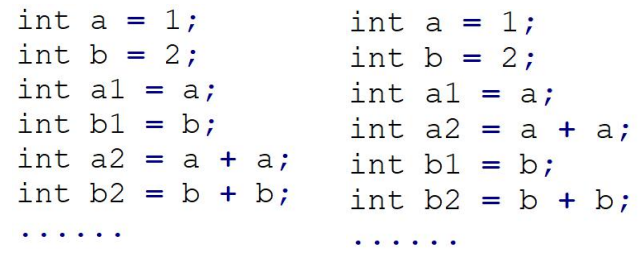 int a = 1;
int b = 2;
int a1 = a;
int b1 = b;
int a2 = a + a;
int b2 = b + b;
......
int a = 1;
int b = 2;
int a1 = a;
int a2 = a + a;
int b1 = b;
int b2 = b + b;
......